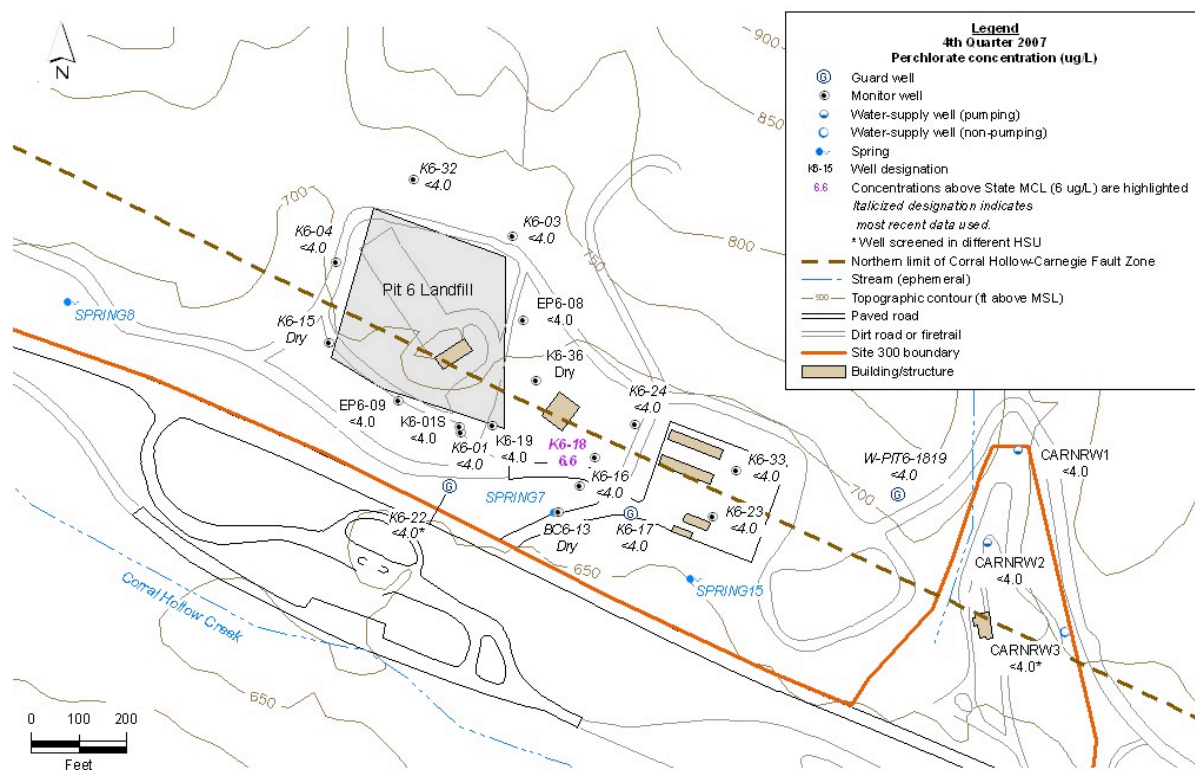 Legend
4th Quarter 2007
Perchlorate concentration (ug/L)
G Guard well
Monitor well
Water-supply well (pumping)
Water-supply well (non-pumping)
Spring
K6-15 Well designation
6.6 Concentrations above State MCL (6 ug/L) are highlighted
Italicized designation indicates
most recent data used.
* Well screened in different HSU
Northern limit of Corral Hollow-Carnegie Fault Zone
Stream (ephemeral)
500 Topographic contour (ft above MSL)
Paved road
Dirt road or firetrail
Site 300 boundary
Building/structure
N
900
850
800
750
700
K6-32
<4.0
K6-03
<4.0
K6-04
<4.0
Pit 6 Landfill
SPRING8
EP6-08
<4.0
K6-15
Dry
K6-36
Dry
K6-24
<4.0
EP6-09
<4.0
K6-01S
<4.0
K6-01
<4.0
K6-19
<4.0
K6-18
6.6
K6-16
<4.0
K6-33
<4.0
W-PIT6-1819
<4.0
CARNRW1
<4.0
700
G
SPRING7
G
G
K6-22
<4.0*
BC6-13
Dry
K6-17
<4.0
K6-23
<4.0
CARNRW2
<4.0
650
SPRING15
Corral Hollow Creek
CARNRW3
<4.0*
650
0 100 200
Feet